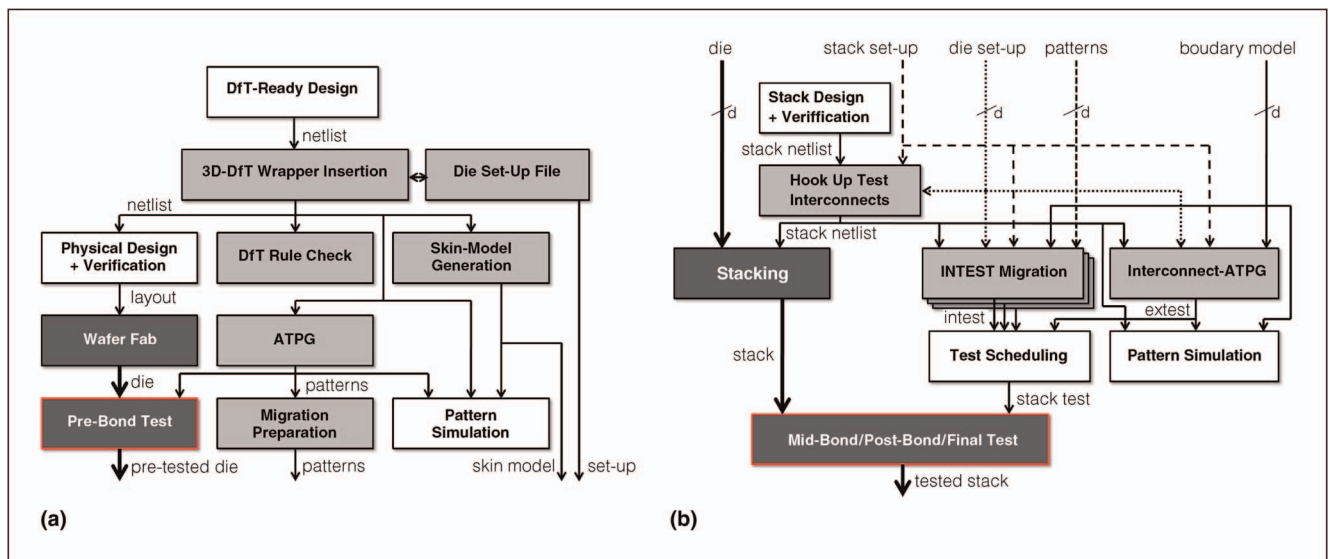 DfT-Ready Design
netlist
3D-DfT Wrapper Insertion
Die Set-Up File
netlist
Physical Design
+ Verification
DfT Rule Check
Skin-Model
Generation
layout
Wafer Fab
ATPG
die
patterns
Pre-Bond Test
Migration
Preparation
Pattern
Simulation
pre-tested die
patterns
skin model
set-up
(a)
die
stack set-up
die set-up
patterns
boudary model
d
d
d
d
Stack Design
+ Veriffication
stack netlist
Hook Up Test
Interconnects
stack netlist
Stacking
INTEST Migration
Interconnect-ATPG
intest
extest
stack
Test Scheduling
Pattern Simulation
stack test
Mid-Bond/Post-Bond/Final Test
tested stack
(b)